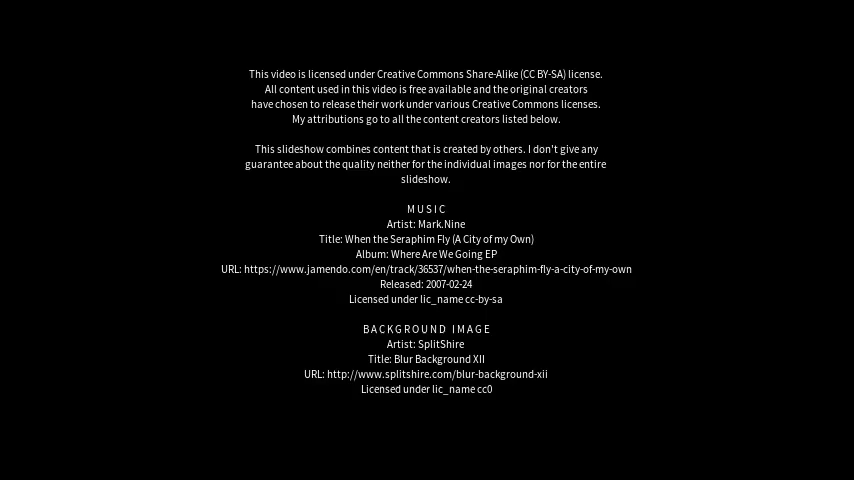 This video is licensed under Creative Commons Share-Alike (CC BY-SA) license.
All content used in this video is free available and the original creators
have chosen to release their work under various Creative Commons licenses.
My attributions go to all the content creators listed below.
This slideshow combines content that is created by others. I don't give any
guarantee about the quality neither for the individual images nor for the entire
slideshow.
M U S I C
Artist: Mark.Nine
Title: When the Seraphim Fly (A City of my Own)
Album: Where Are We Going EP
URL: https://www.jamendo.com/en/track/36537/when-the-seraphim-fly-a-city-of-my-own
Released: 2007-02-24
Licensed under lic_name cc-by-sa
B A C K G R O U N D   I M A G E
Artist: SplitShire
Title: Blur Background XII
URL: http://www.splitshire.com/blur-background-xii
Licensed under lic_name cc0